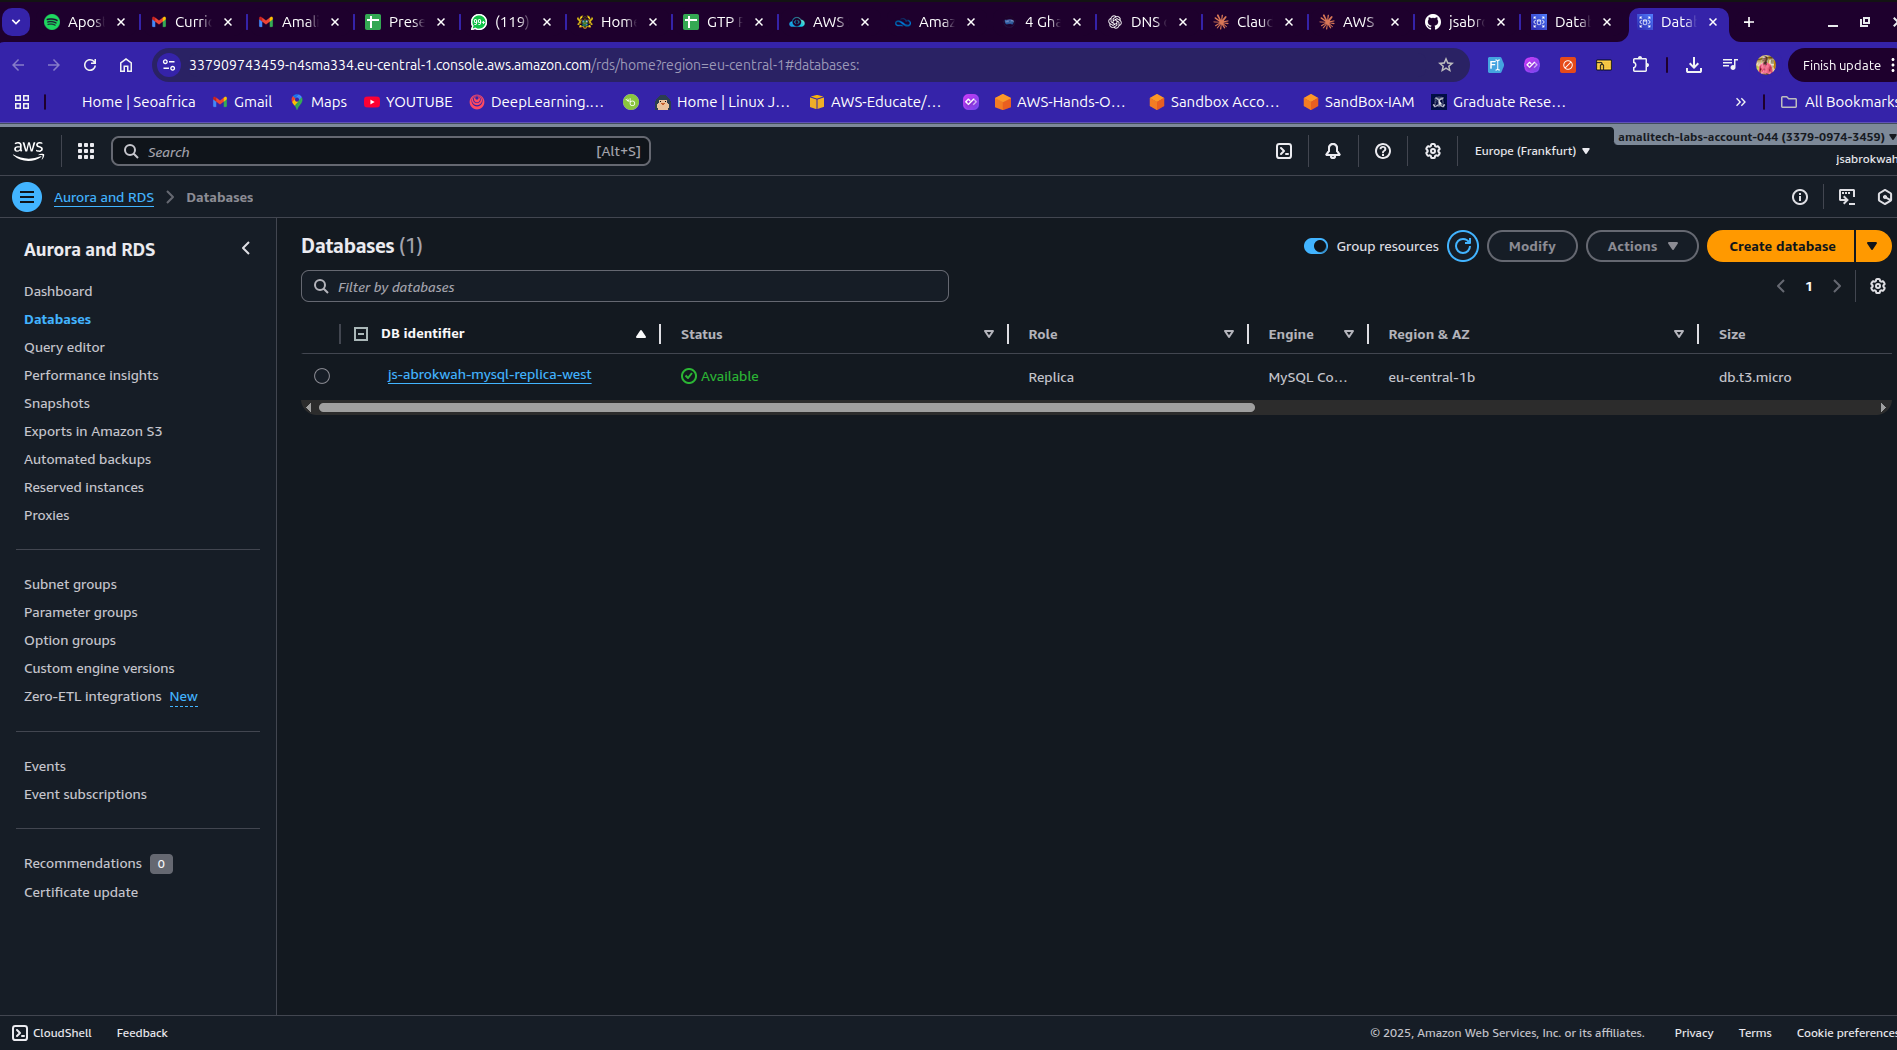 Apos
Curri
Amali
Prese
(119)
Hom
GTP F
AWS
Amaz
4 Gha
DNS
Clauc
AWS
jsabr
Datal
Datal
337909743459-n4sma334.eu-central-1.console.aws.amazon.com/rds/home?region=eu-central-1#databases:
Finish update
Home | Seoafrica
Gmail
Maps
YOUTUBE
DeepLearning....
Home | Linux J...
AWS-Educate/...
AWS-Hands-O...
Sandbox Acco...
SandBox-IAM
Graduate Rese...
All Bookmarks
aws
Search
[Alt+S]
Europe (Frankfurt)
amalitech-labs-account-044 (3379-0974-3459)
jsabrokwah
Aurora and RDS
Databases
Aurora and RDS
Dashboard
Databases
Query editor
Performance insights
Snapshots
Exports in Amazon S3
Automated backups
Reserved instances
Proxies
Subnet groups
Parameter groups
Option groups
Custom engine versions
Zero-ETL integrations New
Events
Event subscriptions
Recommendations 0
Certificate update
Databases (1)
Group resources
Modify
Actions
Create database
Filter by databases
1
DB identifier
Status
Role
Engine
Region & AZ
Size
js-abrokwah-mysql-replica-west
Available
Replica
MySQL Co...
eu-central-1b
db.t3.micro
CloudShell
Feedback
© 2025, Amazon Web Services, Inc. or its affiliates.
Privacy
Terms
Cookie preferences